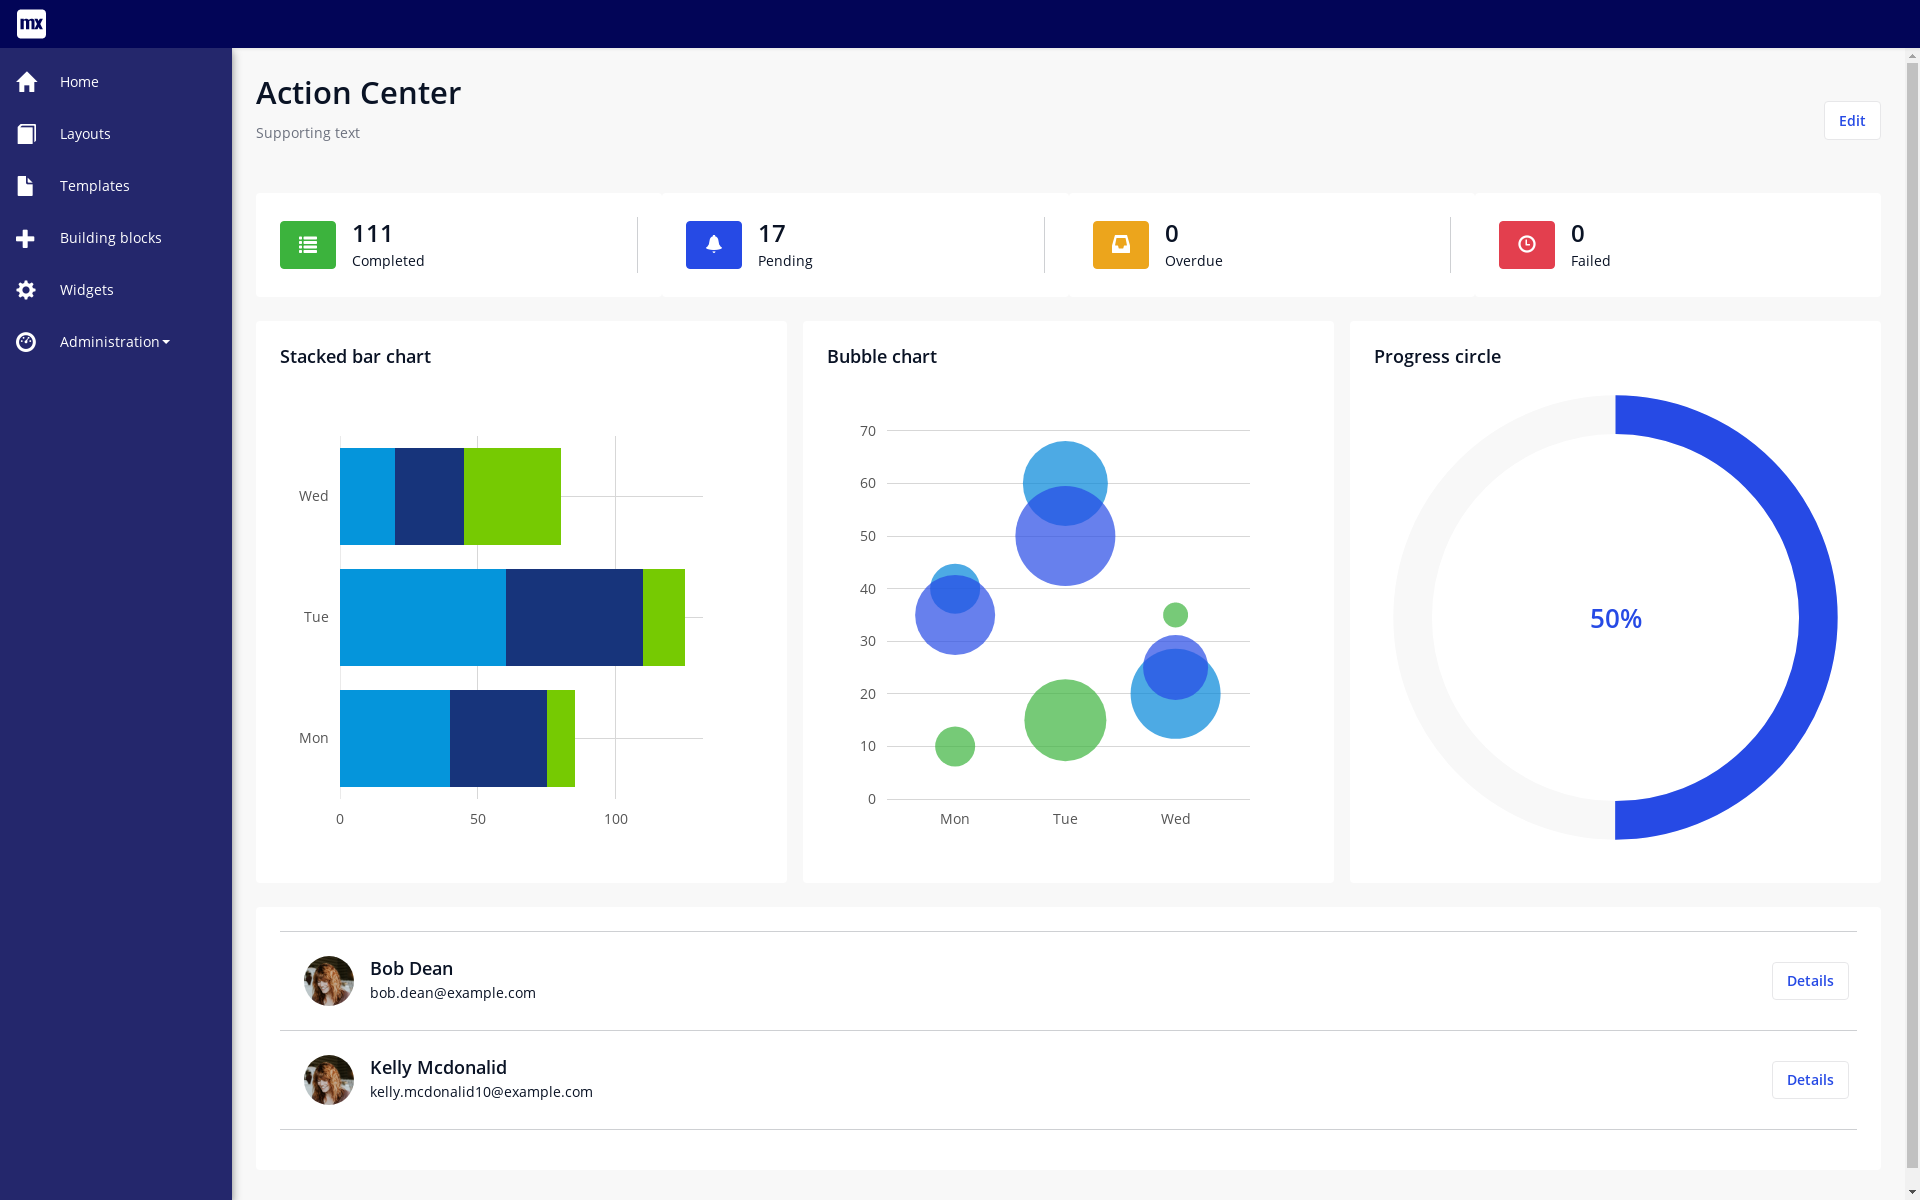 mx
Home
Layouts
Templates
Building blocks
Widgets
Administration
Action Center
Supporting text
Edit
111
Completed
17
Pending
0
Overdue
0
Failed
Stacked bar chart
Wed
Tue
Mon
0 50 100
Bubble chart
70
60
50
40
30
20
10
0
Mon Tue Wed
Progress circle
50%
Bob Dean
bob.dean@example.com
Details
Kelly Mcdonalid
kelly.mcdonalid10@example.com
Details